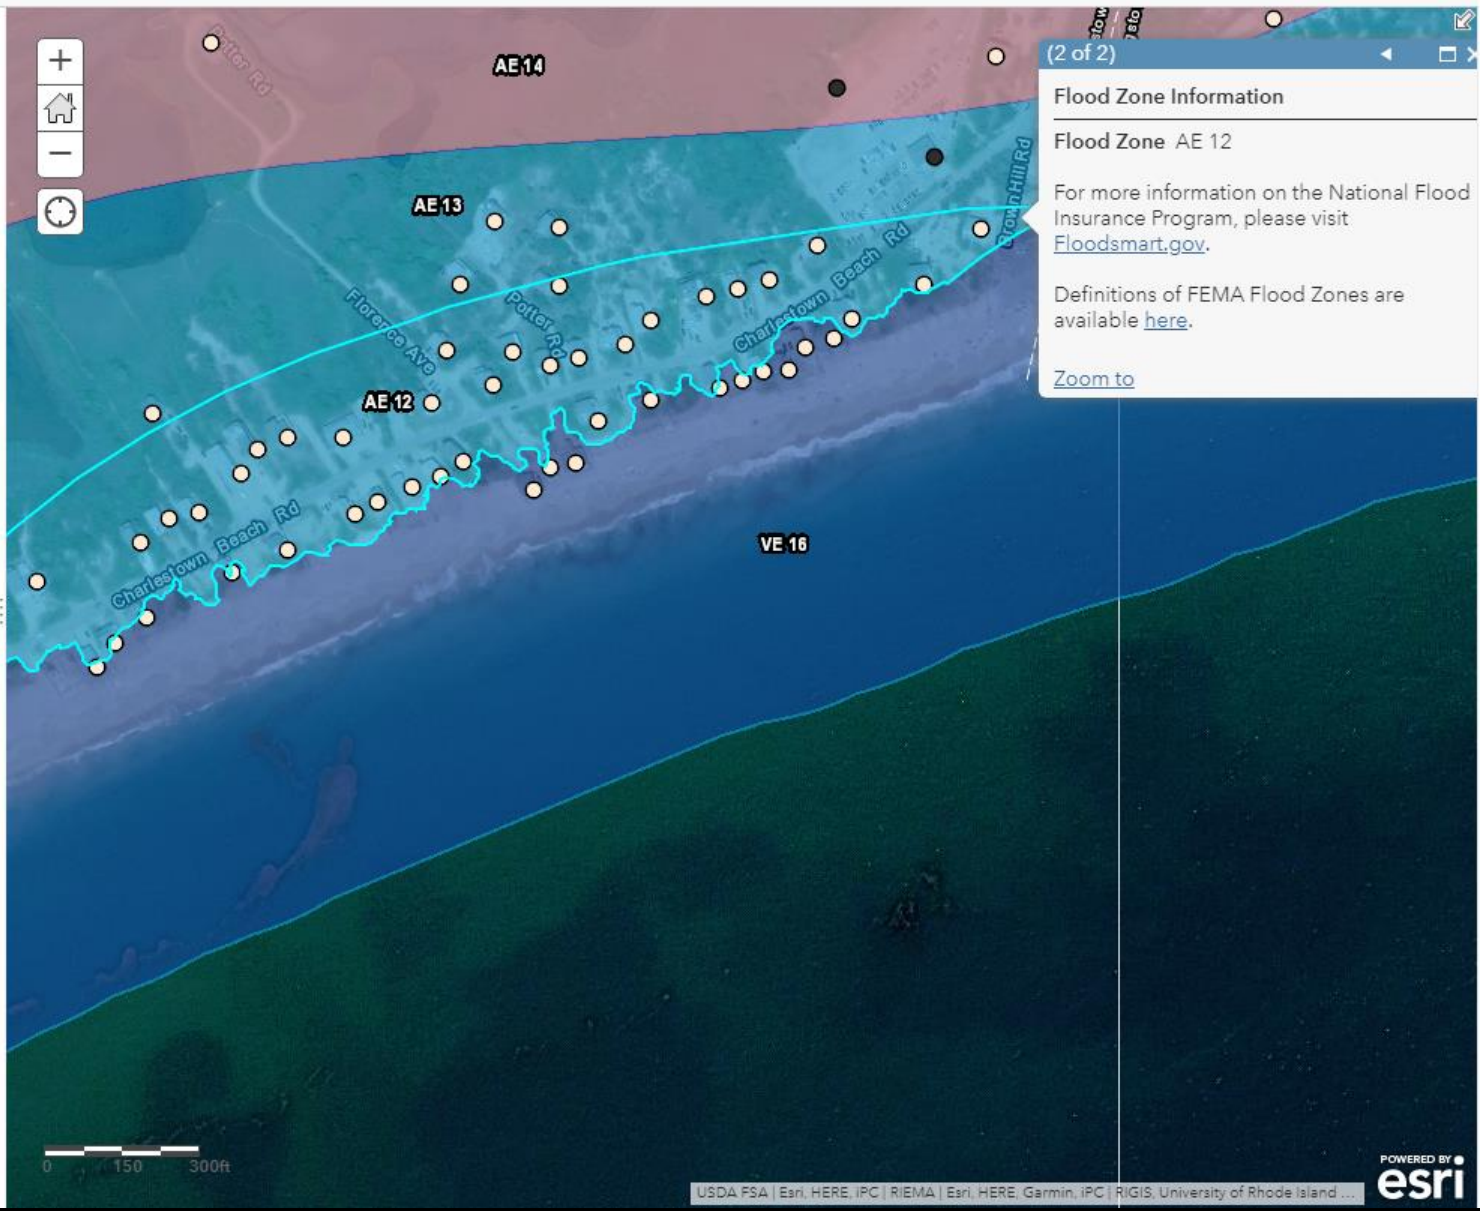 +
−
Potter Rd
AE 14
(2 of 2)
Flood Zone Information
Flood Zone AE 12
For more information on the National Flood
Insurance Program, please visit
Floodsmart.gov.
Definitions of FEMA Flood Zones are
available here.
Zoom to
AE 13
Florence Ave
Potter Rd
Charlestown Beach Rd
AE 12
Charlestown Beach Rd
VE 16
0 150 300ft
USDA FSA | Esri, HERE, iPC | RIEMA | Esri, HERE, Garmin, iPC | RIGIS, University of Rhode Island ...
POWERED BY
esri